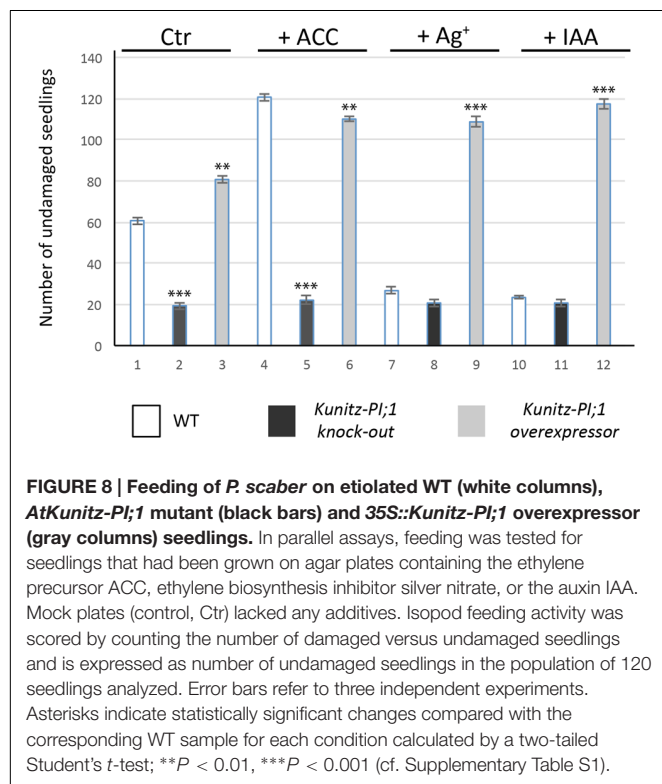 Ctr + ACC + Ag⁺ + IAA
Number of undamaged seedlings
140
120
100
80
60
40
20
0
*** ** *** ** *** ***
1 2 3 4 5 6 7 8 9 10 11 12
WT
Kunitz-PI;1 knock-out
Kunitz-PI;1 overexpressor
FIGURE 8 | Feeding of P. scaber on etiolated WT (white columns),
AtKunitz-PI;1 mutant (black bars) and 35S::Kunitz-PI;1 overexpressor
(gray columns) seedlings. In parallel assays, feeding was tested for
seedlings that had been grown on agar plates containing the ethylene
precursor ACC, ethylene biosynthesis inhibitor silver nitrate, or the auxin IAA.
Mock plates (control, Ctr) lacked any additives. Isopod feeding activity was
scored by counting the number of damaged versus undamaged seedlings
and is expressed as number of undamaged seedlings in the population of 120
seedlings analyzed. Error bars refer to three independent experiments.
Asterisks indicate statistically significant changes compared with the
corresponding WT sample for each condition calculated by a two-tailed
Student's t-test; **P < 0.01, ***P < 0.001 (cf. Supplementary Table S1).